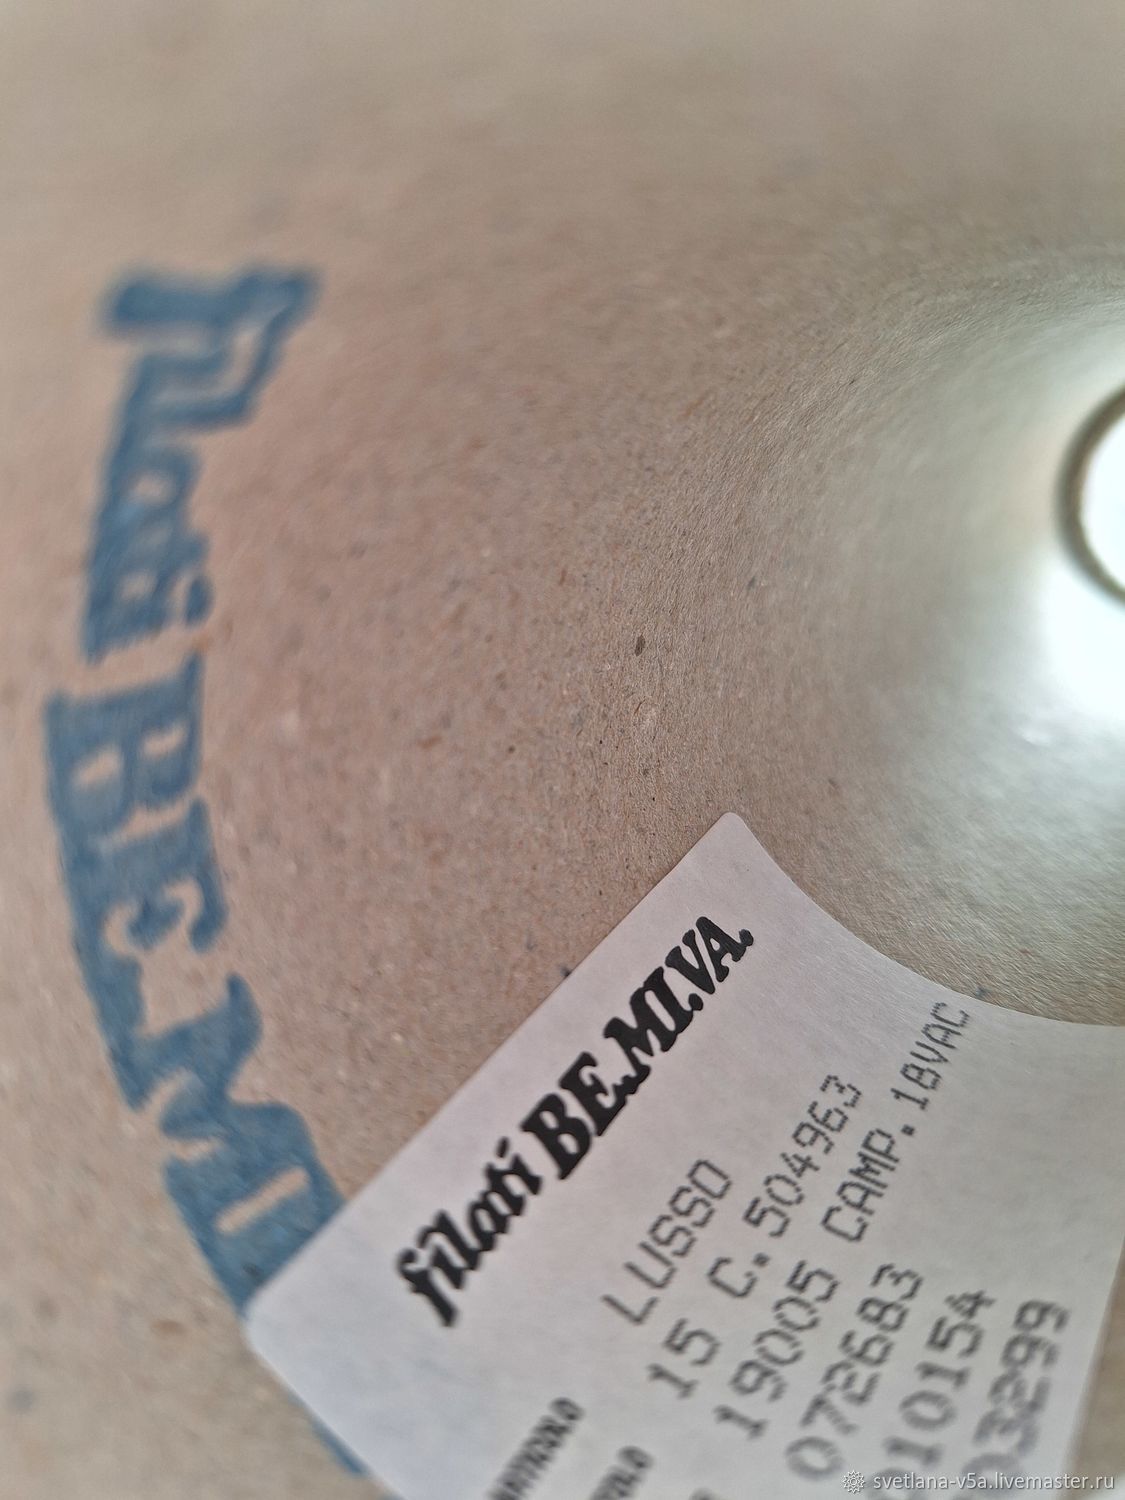 filati BE.MI
filati BE.MI.VA.
LUSSO
15 C.504963
19005 CAMP.18VAC
072683
010154
03299
svetlana-v5a.livemaster.ru